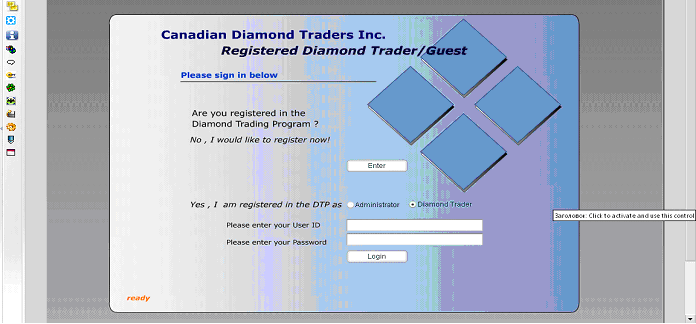 Canadian Diamond Traders Inc.
Registered Diamond Trader/Guest
Please sign in below
Are you registered in the
Diamond Trading Program ?
No , I would like to register now!
Enter
Yes , I am registered in the DTP as
Administrator
Diamond Trader
Заголовок: Click to activate and use this control
Please enter your User ID
Please enter your Password
Login
ready